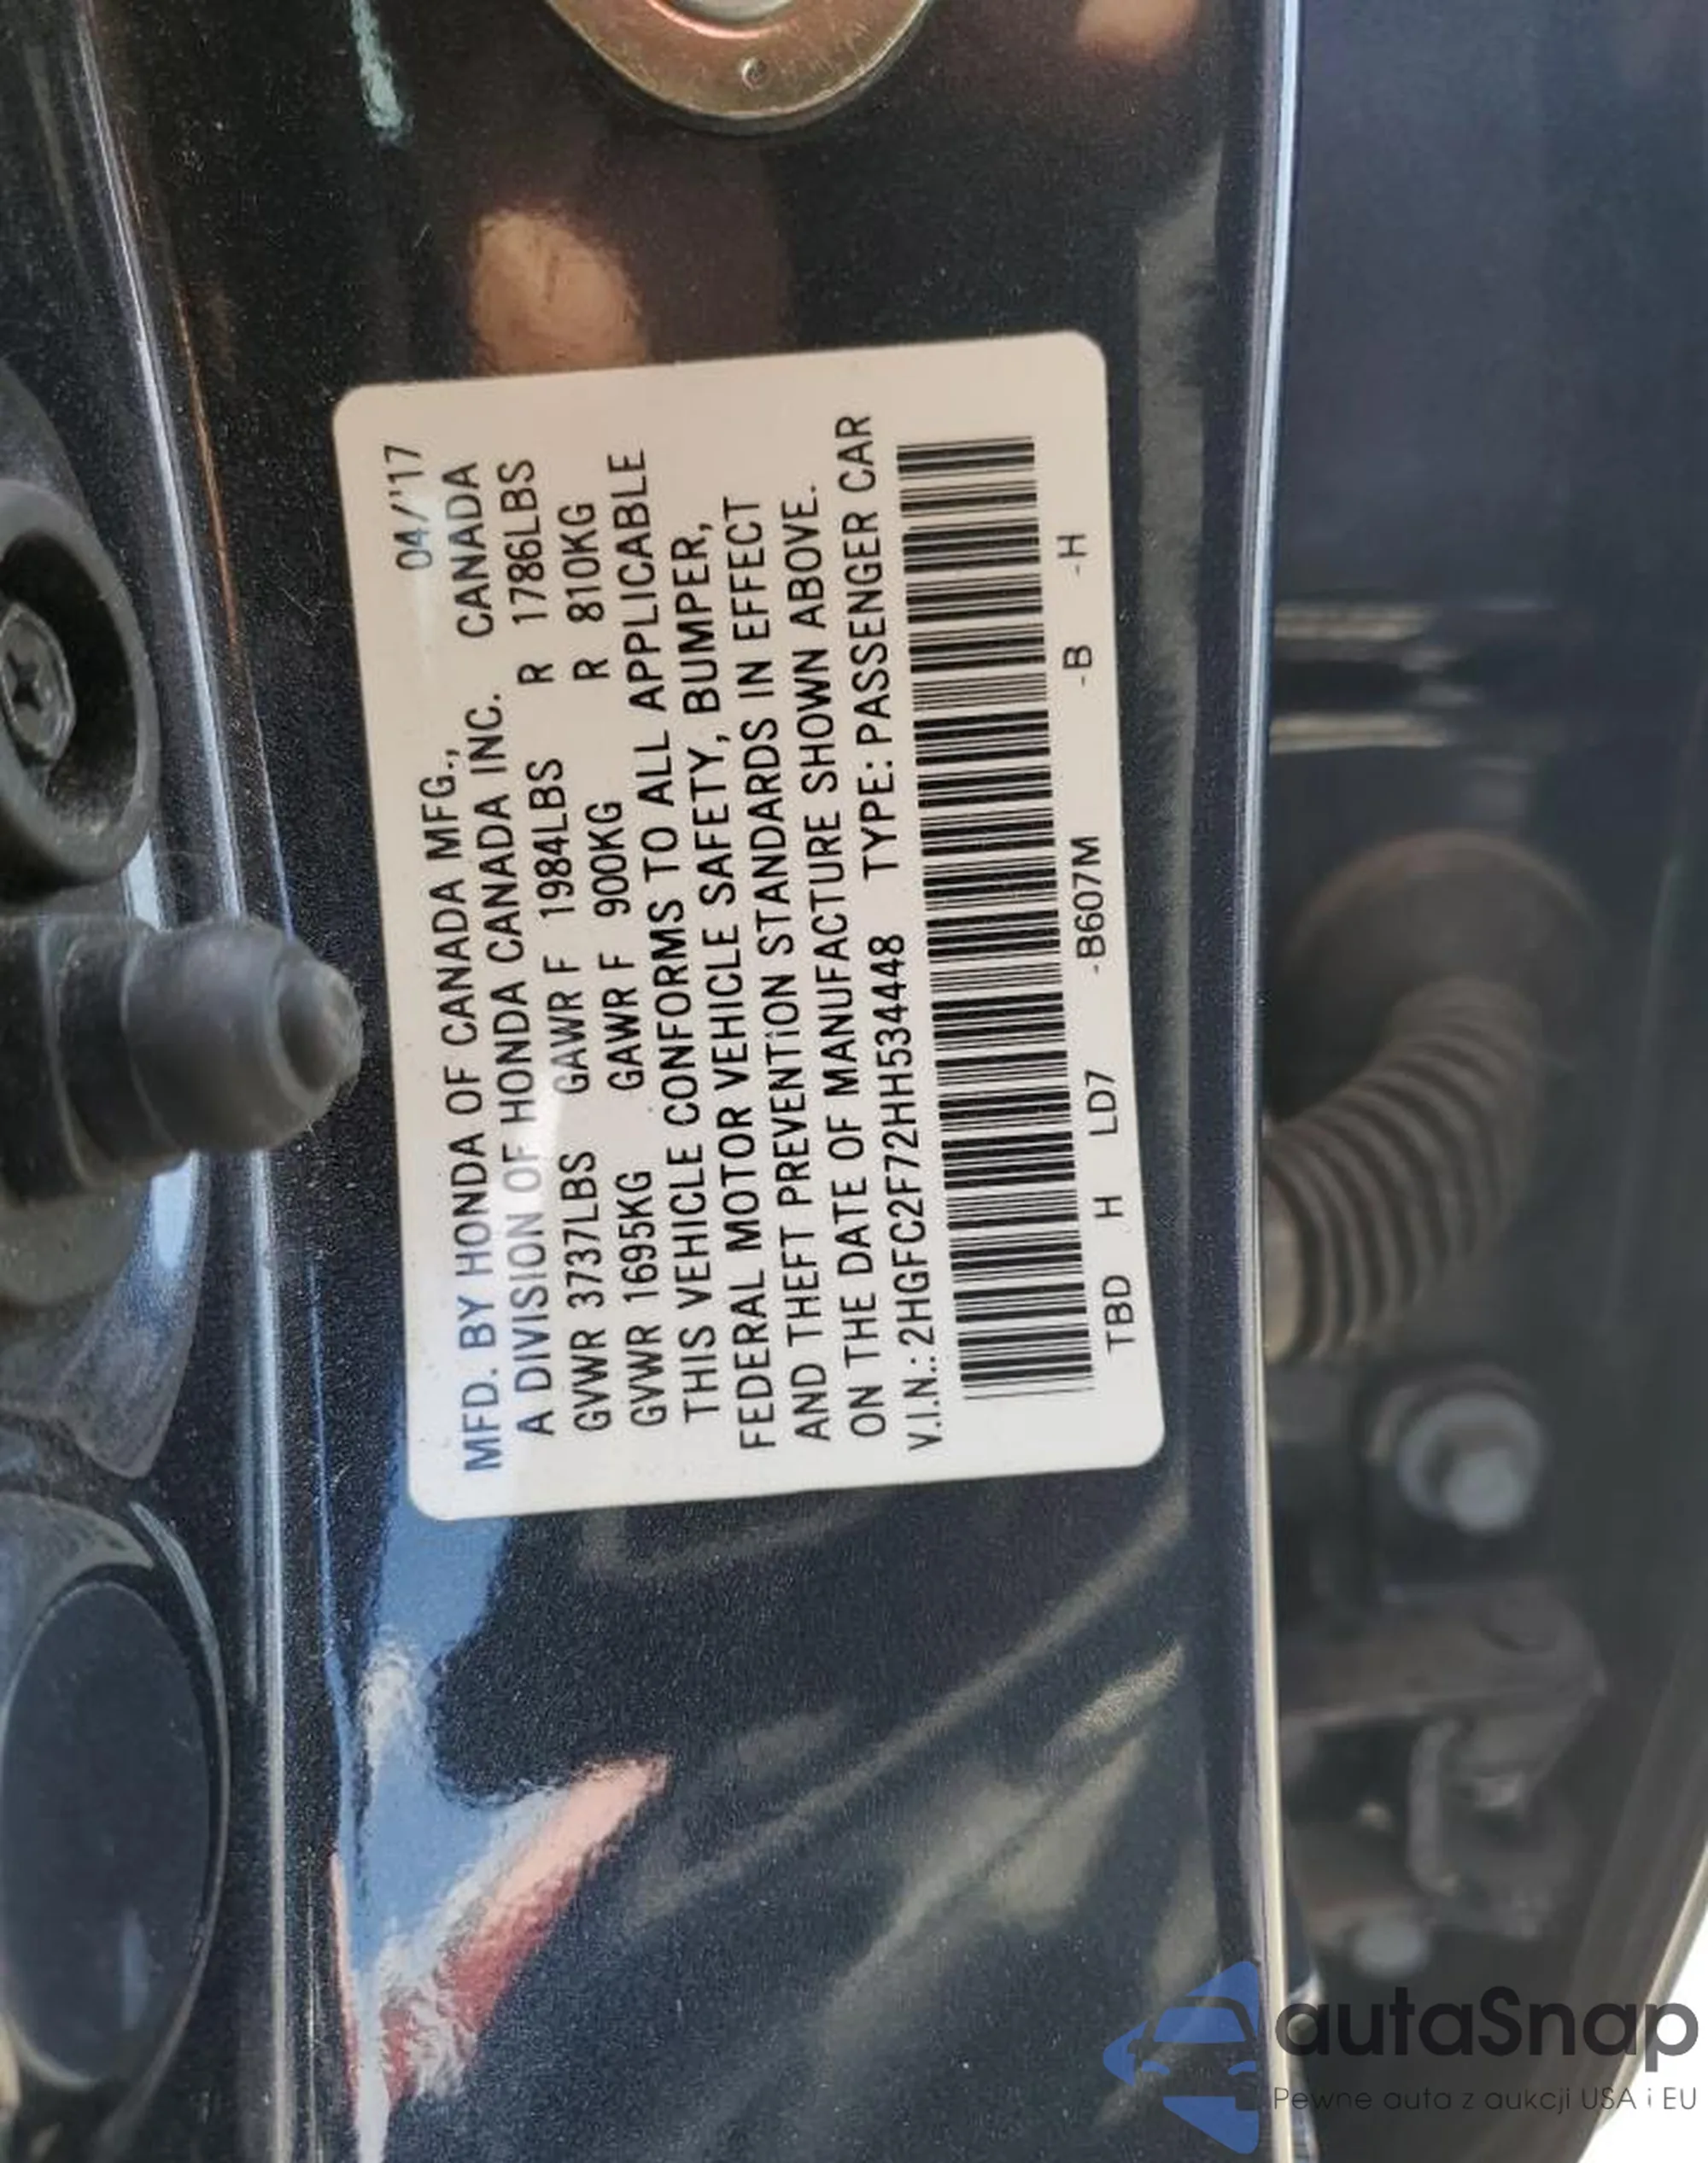 04/'17
MFD. BY HONDA OF CANADA MFG., CANADA
A DIVISION OF HONDA CANADA INC.
GVWR 3737LBS GAWR F 1984LBS R 1786LBS
GVWR 1695KG GAWR F 900KG R 810KG
THIS VEHICLE CONFORMS TO ALL APPLICABLE
FEDERAL MOTOR VEHICLE SAFETY, BUMPER,
AND THEFT PREVENTiON STANDARDS IN EFFECT
ON THE DATE OF MANUFACTURE SHOWN ABOVE.
V.I.N.: 2HGFC2F72HH534448 TYPE: PASSENGER CAR
TBD H LD7 -B607M -B -H
autaSnap
Pewne auta z aukcji USA i EU